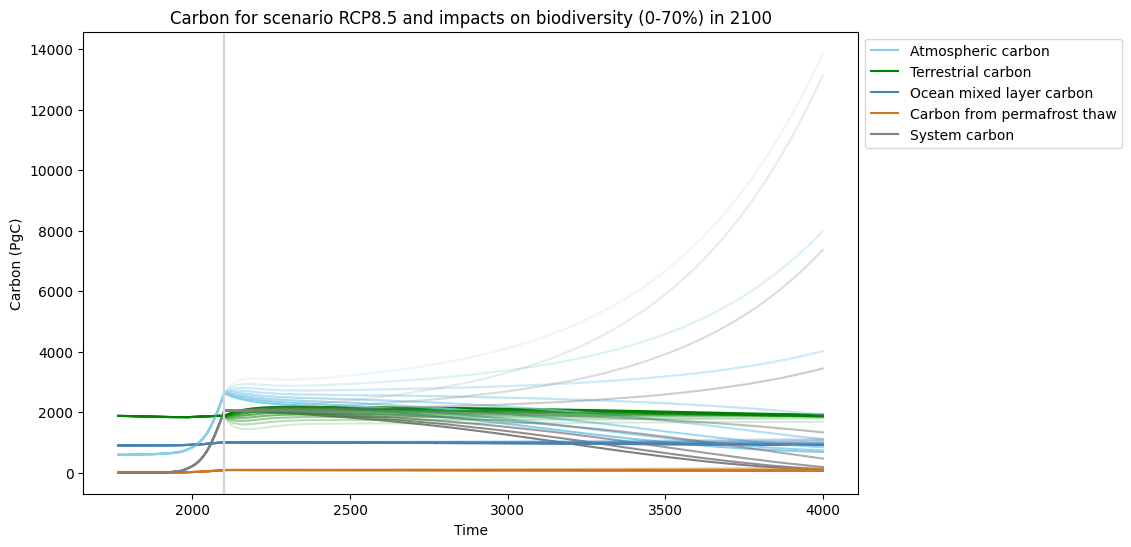 Carbon for scenario RCP8.5 and impacts on biodiversity (0-70%) in 2100
14000
12000
10000
8000
6000
4000
2000
0
Carbon (PgC)
2000
2500
3000
3500
4000
Time
Atmospheric carbon
Terrestrial carbon
Ocean mixed layer carbon
Carbon from permafrost thaw
System carbon